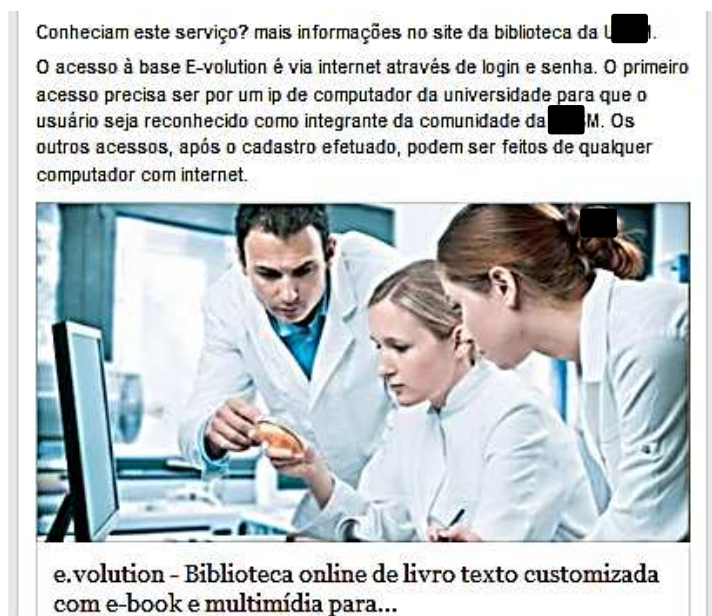 Conheciam este serviço? mais informações no site da biblioteca da
O acesso à base E-volution é via internet através de login e senha. O primeiro
acesso precisa ser por um ip de computador da universidade para que o
usuário seja reconhecido como integrante da comunidade da M. Os
outros acessos, após o cadastro efetuado, podem ser feitos de qualquer
computador com internet.
e.volution - Biblioteca online de livro texto customizada
com e-book e multimídia para...